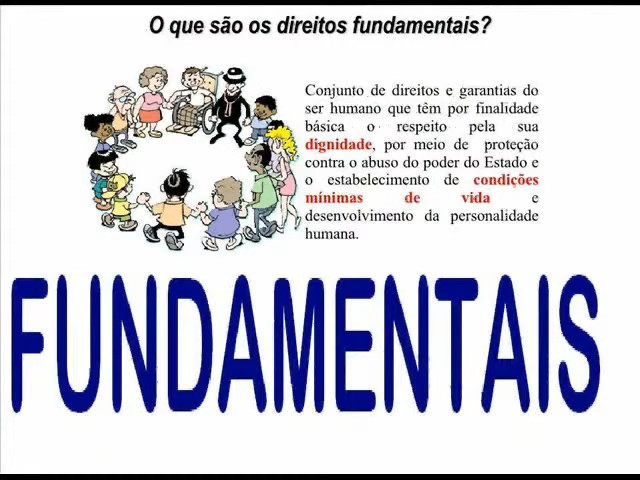 O que são os direitos fundamentais?
Conjunto de direitos e garantias do
ser humano que têm por finalidade
básica o respeito pela sua
dignidade, por meio de proteção
contra o abuso do poder do Estado e
o estabelecimento de condições
mínimas de vida e
desenvolvimento da personalidade
humana.
FUNDAMENTAIS